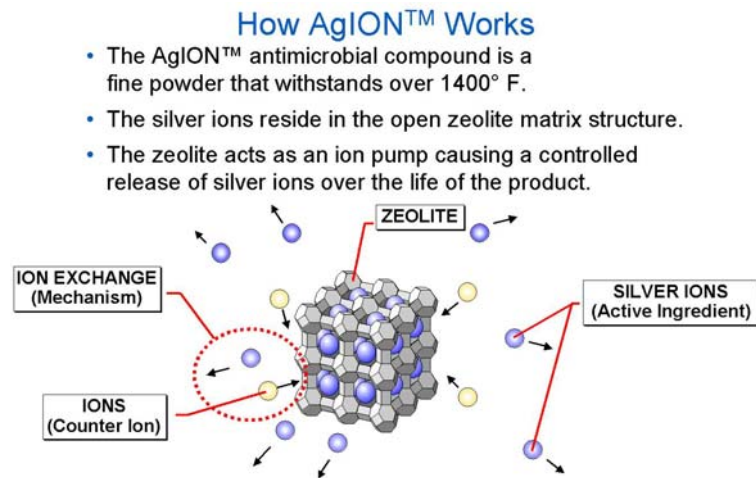 How AgION™ Works
• The AgION™ antimicrobial compound is a
fine powder that withstands over 1400° F.
• The silver ions reside in the open zeolite matrix structure.
• The zeolite acts as an ion pump causing a controlled
release of silver ions over the life of the product.
ZEOLITE
ION EXCHANGE
(Mechanism)
SILVER IONS
(Active Ingredient)
IONS
(Counter Ion)